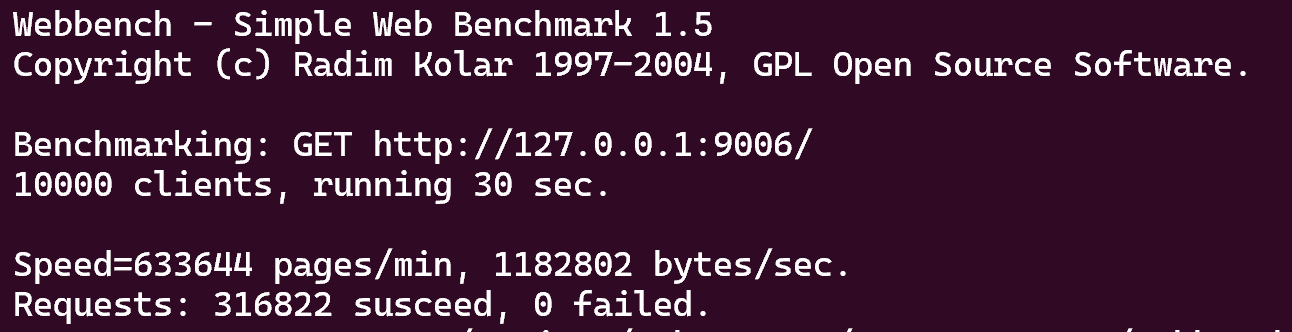 Webbench - Simple Web Benchmark 1.5
Copyright (c) Radim Kolar 1997-2004, GPL Open Source Software.
Benchmarking: GET http://127.0.0.1:9006/
10000 clients, running 30 sec.
Speed=633644 pages/min, 1182802 bytes/sec.
Requests: 316822 susceed, 0 failed.